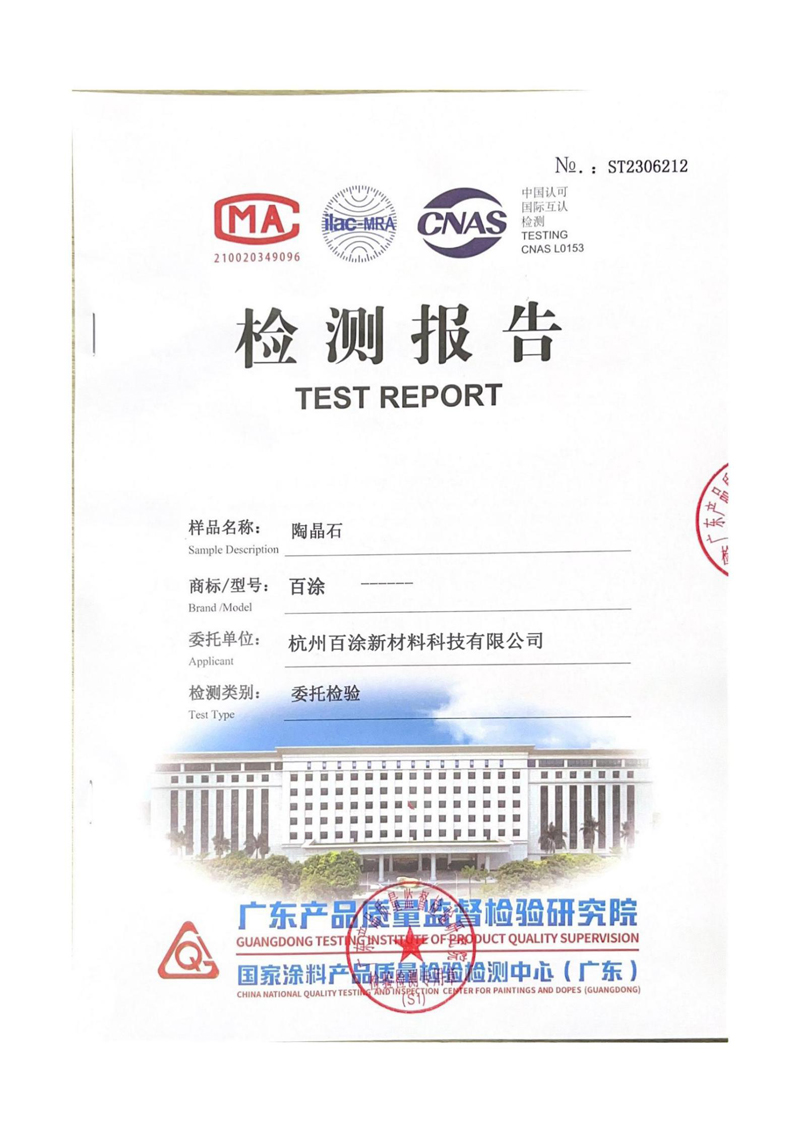 №.: ST2306212
MA
210020349096
ilac-MRA
CNAS
中国认可
国际互认
检测
TESTING
CNAS L0153
检测报告
TEST REPORT
样品名称: 陶晶石
Sample Description
商标/型号: 百涂 ------
Brand /Model
委托单位: 杭州百涂新材料科技有限公司
Applicant
检测类别: 委托检验
Test Type
广东产品
广东产品质量监督检验研究院
GUANGDONG TESTING INSTITUTE OF PRODUCT QUALITY SUPERVISION
国家涂料产品质量检验检测中心(广东)
CHINA NATIONAL QUALITY TESTING AND INSPECTION CENTER FOR PAINTINGS AND DOPES (GUANGDONG)
(S1)